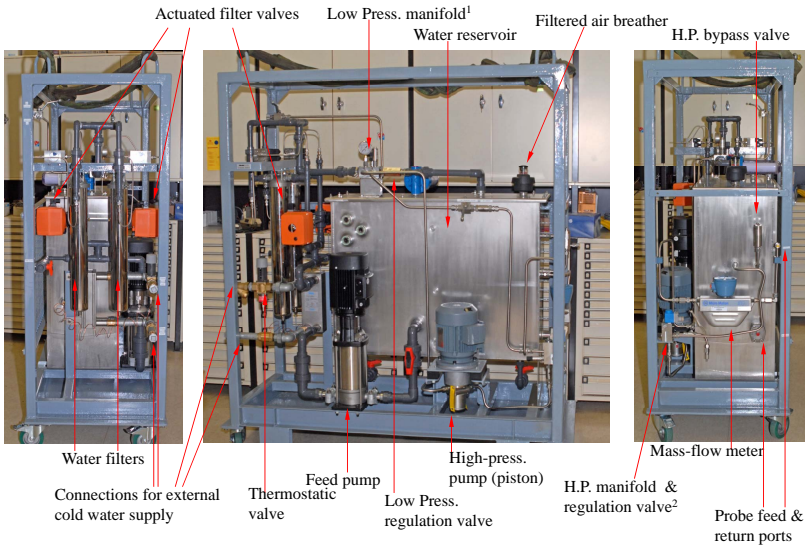 Actuated filter valves
Low Press. manifold1
Water reservoir
Filtered air breather
H.P. bypass valve
Water filters
Connections for external
cold water supply
Thermostatic
valve
Feed pump
Low Press.
regulation valve
High-press.
pump (piston)
Mass-flow meter
H.P. manifold &
regulation valve2
Probe feed &
return ports